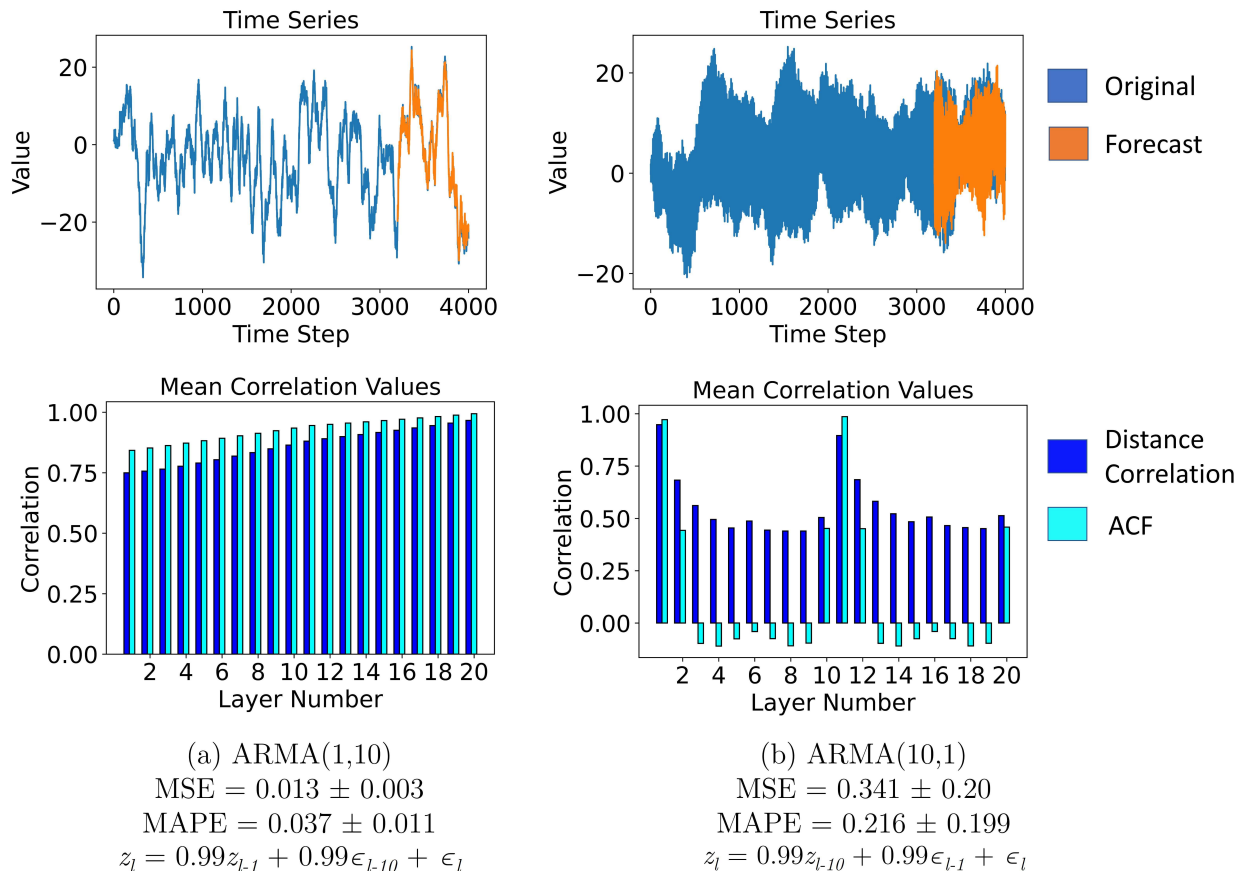 Time Series
Value
20
0
−20
0 1000 2000 3000 4000
Time Step
Time Series
Value
20
0
−20
0 1000 2000 3000 4000
Time Step
Original
Forecast
Mean Correlation Values
Correlation
1.00
0.75
0.50
0.25
0.00
2 4 6 8 10 12 14 16 18 20
Layer Number
Mean Correlation Values
Correlation
1.00
0.75
0.50
0.25
0.00
2 4 6 8 10 12 14 16 18 20
Layer Number
Distance
Correlation
ACF
(a) ARMA(1,10)
MSE = 0.013 ± 0.003
MAPE = 0.037 ± 0.011
z_l = 0.99z_{l-1} + 0.99ϵ_{l-10} + ϵ_l
(b) ARMA(10,1)
MSE = 0.341 ± 0.20
MAPE = 0.216 ± 0.199
z_l = 0.99z_{l-10} + 0.99ϵ_{l-1} + ϵ_l